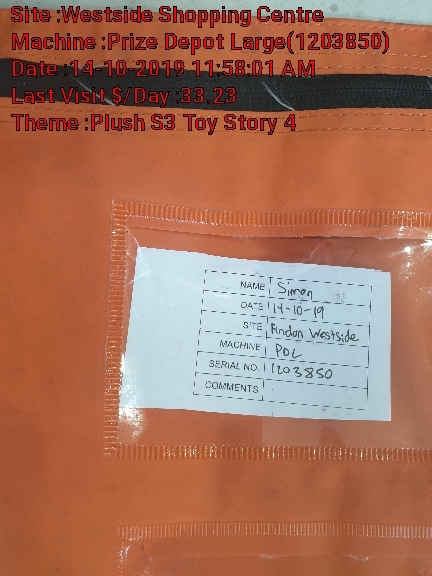 Site :Westside Shopping Centre
Machine :Prize Depot Large(1203850)
Date :14-10-2019 11:58:01 AM
Last Visit $/Day :33.23
Theme :Plush S3 Toy Story 4
NAME Simon N
DATE 14-10-19
SITE Findon Westside
MACHINE PDL
SERIAL NO. 1203850
COMMENTS